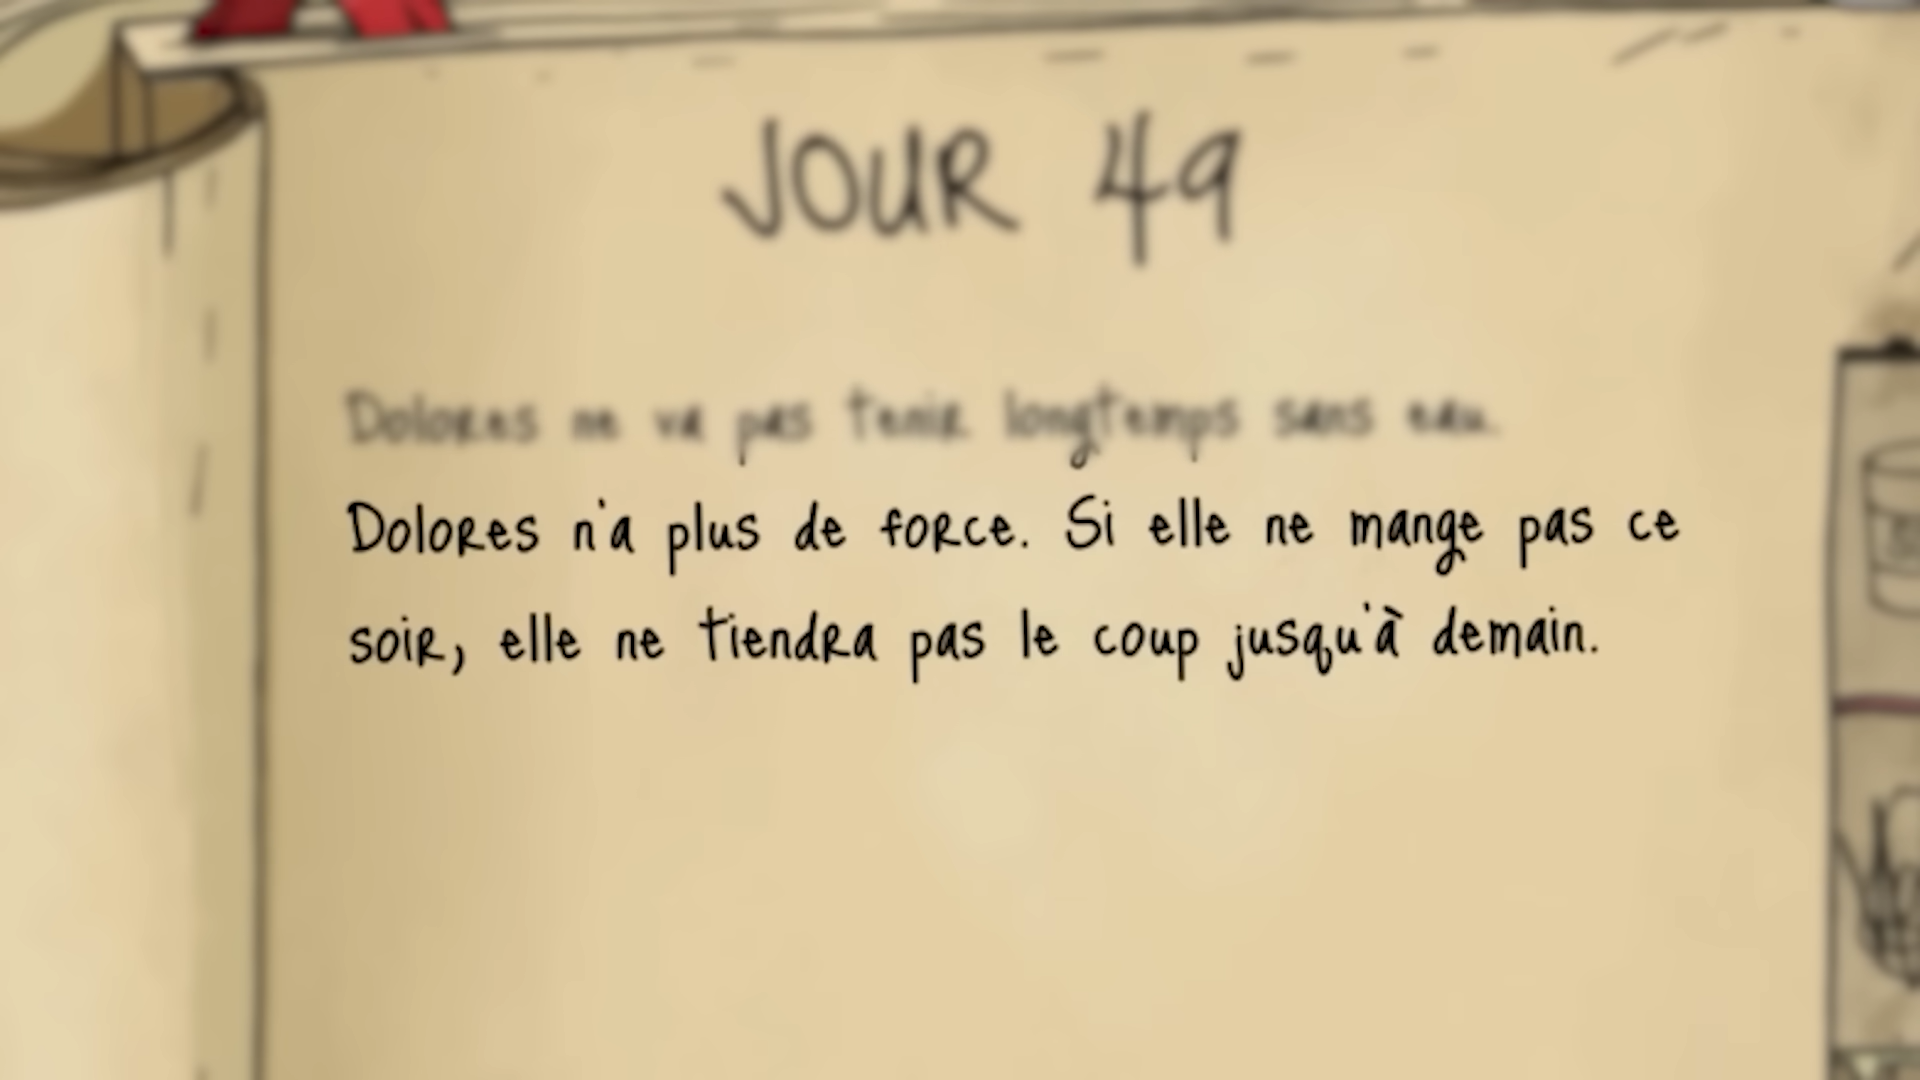 JOUR 49
Dolores ne va pas tenir longtemps sans eau.
Dolores n'a plus de force. Si elle ne mange pas ce
soir, elle ne tiendra pas le coup jusqu'à demain.